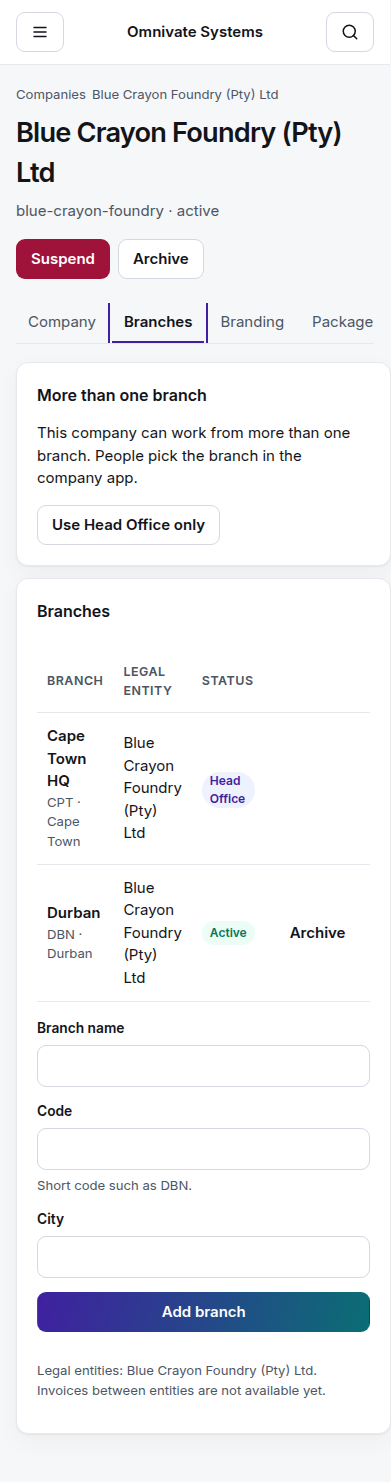 Omnivate Systems
Companies Blue Crayon Foundry (Pty) Ltd
Blue Crayon Foundry (Pty)
Ltd
blue-crayon-foundry · active
Suspend Archive
Company Branches Branding Package
More than one branch
This company can work from more than one
branch. People pick the branch in the
company app.
Use Head Office only
Branches
BRANCH LEGAL ENTITY STATUS
Cape
Town
HQ
CPT ·
Cape
Town
Blue
Crayon
Foundry
(Pty)
Ltd
Head
Office
Durban
DBN ·
Durban
Blue
Crayon
Foundry
(Pty)
Ltd
Active
Archive
Branch name
Code
Short code such as DBN.
City
Add branch
Legal entities: Blue Crayon Foundry (Pty) Ltd.
Invoices between entities are not available yet.